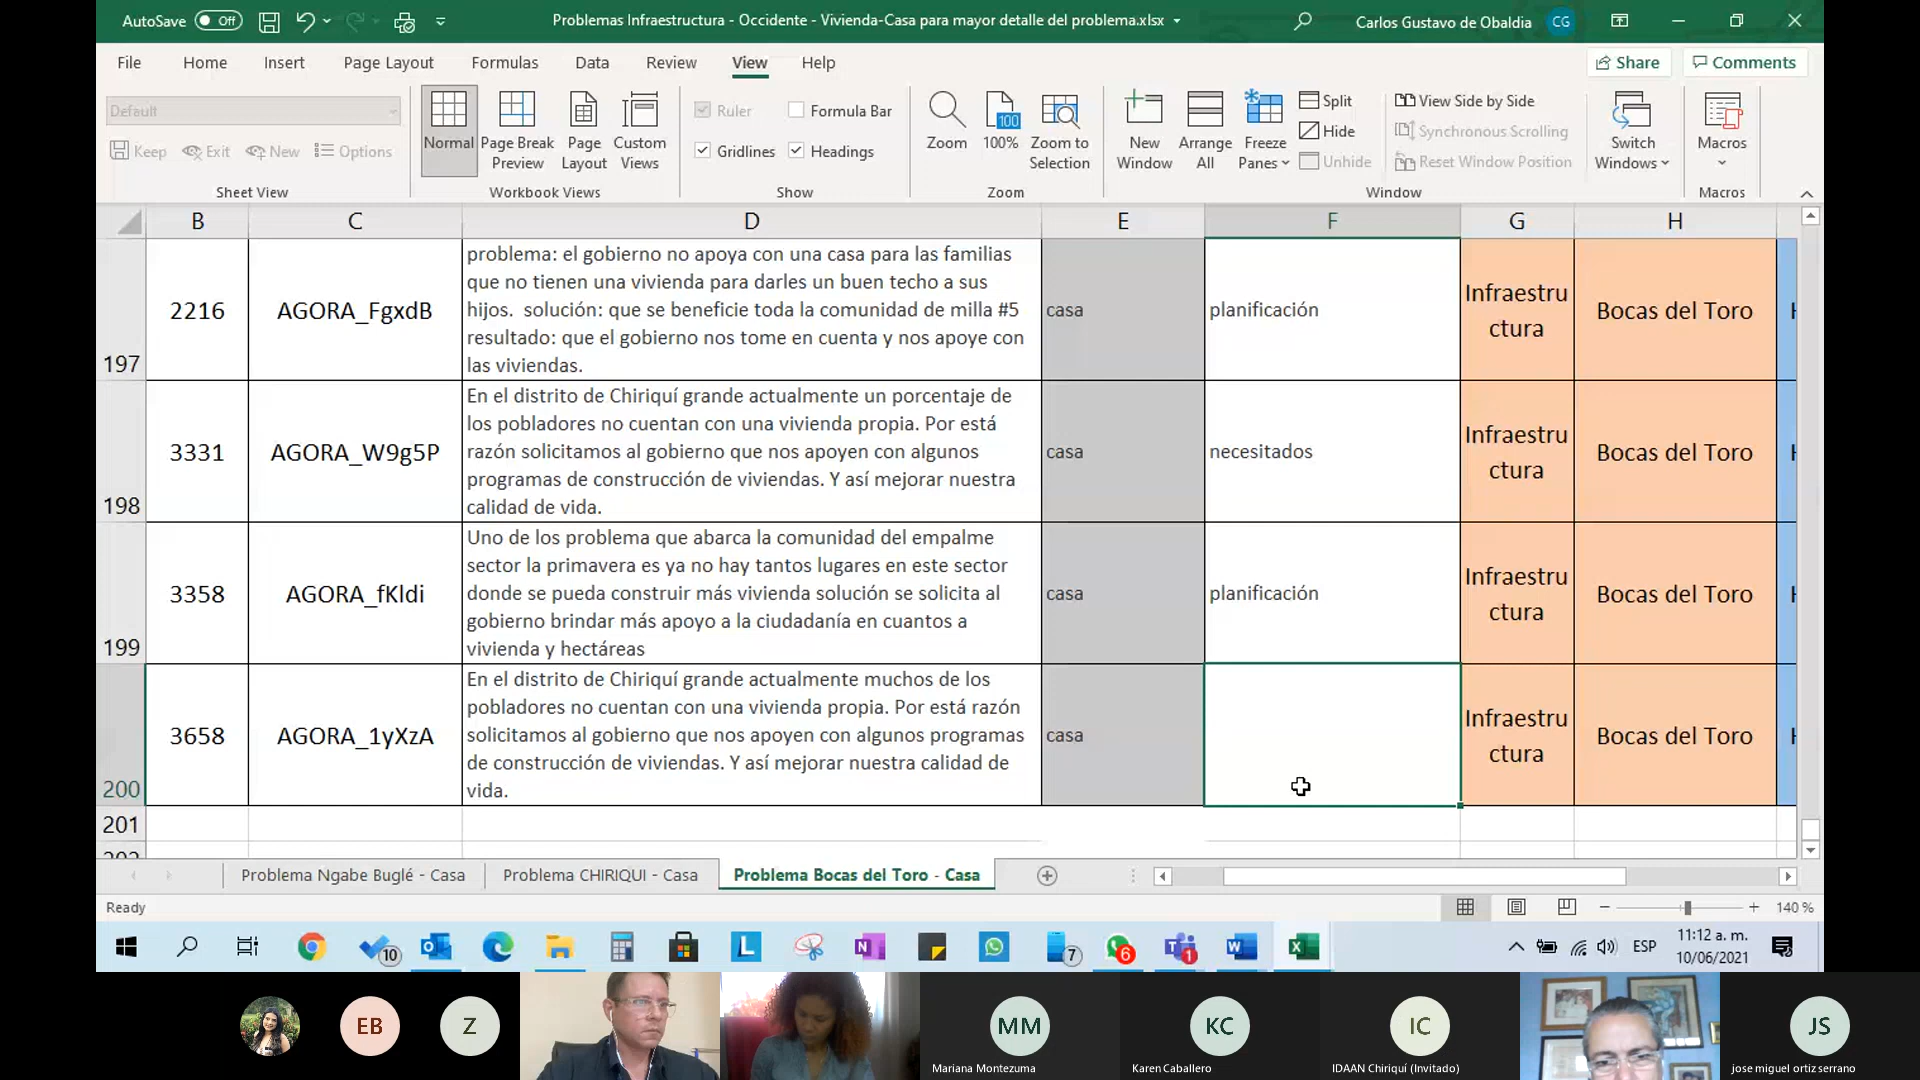 AutoSave Off
Problemas Infraestructura - Occidente - Vivienda-Casa para mayor detalle del problema.xlsx
Carlos Gustavo de Obaldia CG
File Home Insert Page Layout Formulas Data Review View Help
Share Comments
Default
Keep Exit New Options
Sheet View
Normal
Page Break Preview
Page Layout
Custom Views
Workbook Views
Ruler Formula Bar
Gridlines Headings
Show
Zoom
100
100%
Zoom to Selection
Zoom
New Window
Arrange All
Freeze Panes
Split
Hide
Unhide
View Side by Side
Synchronous Scrolling
Reset Window Position
Switch Windows
Window
Macros
Macros
B C D E F G H
197
2216
AGORA_FgxdB
problema: el gobierno no apoya con una casa para las familias
que no tienen una vivienda para darles un buen techo a sus
hijos.  solución: que se beneficie toda la comunidad de milla #5
resultado: que el gobierno nos tome en cuenta y nos apoye con
las viviendas.
casa
planificación
Infraestru
ctura
Bocas del Toro
198
3331
AGORA_W9g5P
En el distrito de Chiriquí grande actualmente un porcentaje de
los pobladores no cuentan con una vivienda propia. Por está
razón solicitamos al gobierno que nos apoyen con algunos
programas de construcción de viviendas. Y así mejorar nuestra
calidad de vida.
casa
necesitados
Infraestru
ctura
Bocas del Toro
199
3358
AGORA_fKldi
Uno de los problema que abarca la comunidad del empalme
sector la primavera es ya no hay tantos lugares en este sector
donde se pueda construir más vivienda solución se solicita al
gobierno brindar más apoyo a la ciudadanía en cuantos a
vivienda y hectáreas
casa
planificación
Infraestru
ctura
Bocas del Toro
200
3658
AGORA_1yXzA
En el distrito de Chiriquí grande actualmente muchos de los
pobladores no cuentan con una vivienda propia. Por está razón
solicitamos al gobierno que nos apoyen con algunos programas
de construcción de viviendas. Y así mejorar nuestra calidad de
vida.
casa
Infraestru
ctura
Bocas del Toro
201
Problema Ngabe Buglé - Casa Problema CHIRIQUI - Casa Problema Bocas del Toro - Casa
Ready
140 %
10
7
6
1
ESP
11:12 a. m.
10/06/2021
EB
Z
MM
Mariana Montezuma
KC
Karen Caballero
IC
IDAAN Chiriquí (Invitado)
JS
jose miguel ortiz serrano